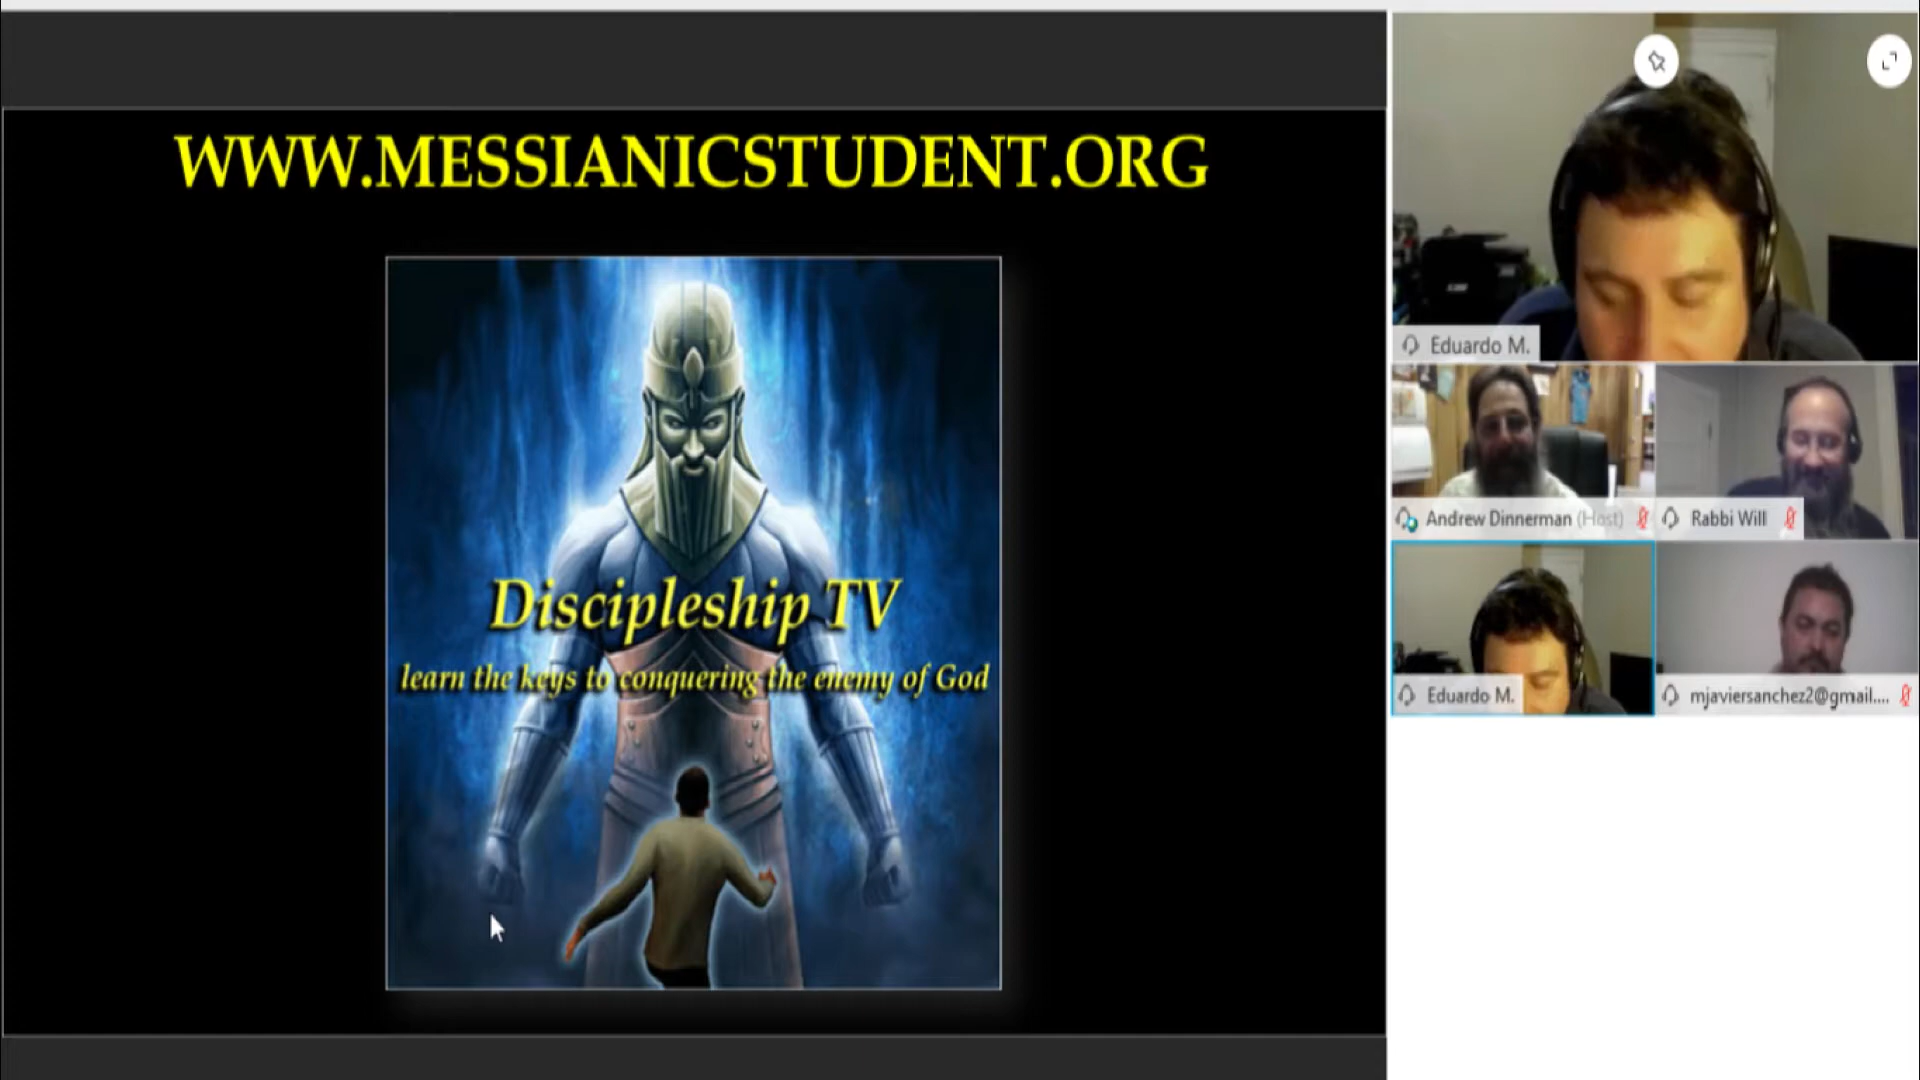 WWW.MESSIANICSTUDENT.ORG
Discipleship TV
learn the keys to conquering the enemy of God
Eduardo M.
Andrew Dinnerman (Host)
Rabbi Will
Eduardo M.
mjaviersanchez2@gmail....